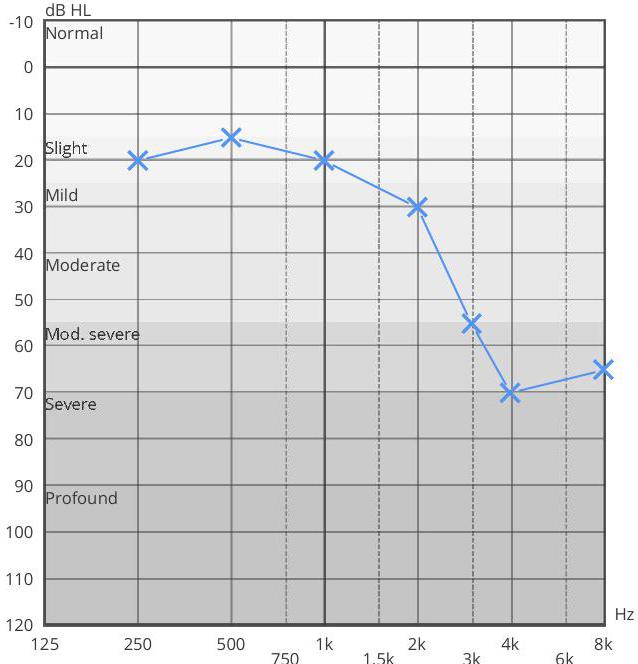 dB HL
-10
Normal
0
10
Slight
20
Mild
30
40
Moderate
50
Mod. severe
60
70
Severe
80
90
Profound
100
110
120
Hz
125 250 500 1k 2k 4k 8k
750 1.5k 3k 6k